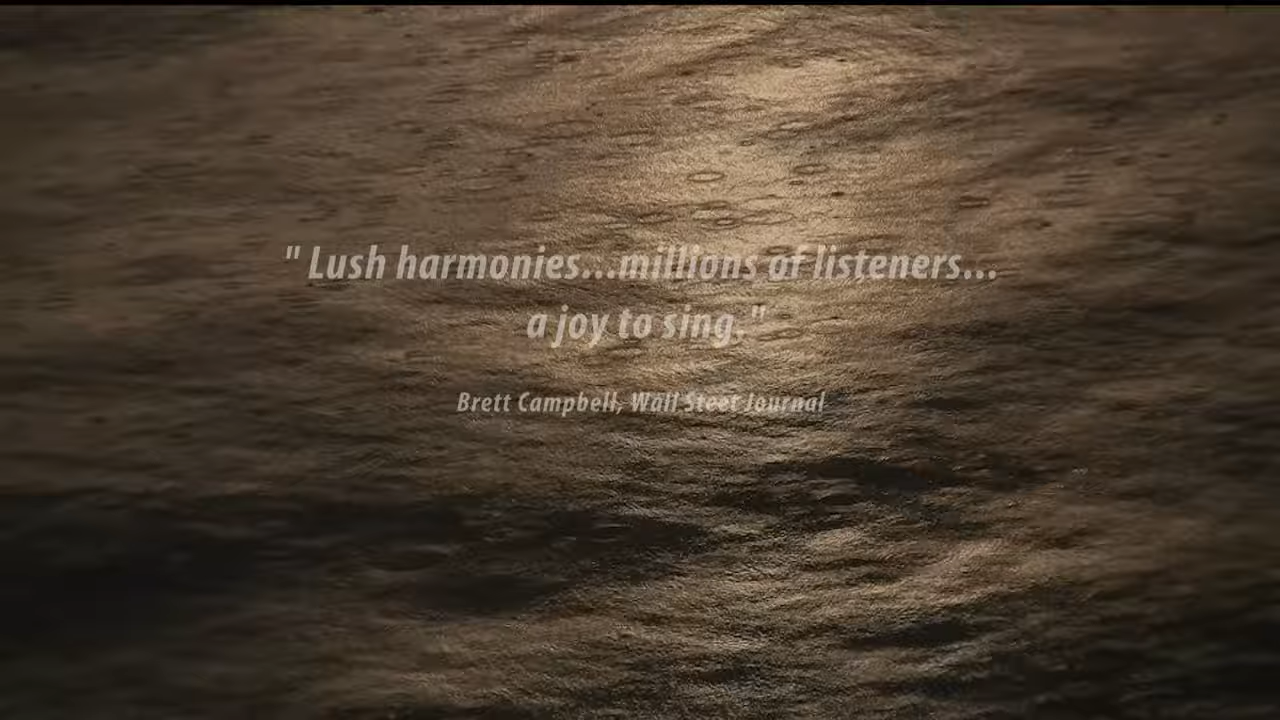 " Lush harmonies...millions of listeners...
a joy to sing."
Brett Campbell, Wall Steet Journal